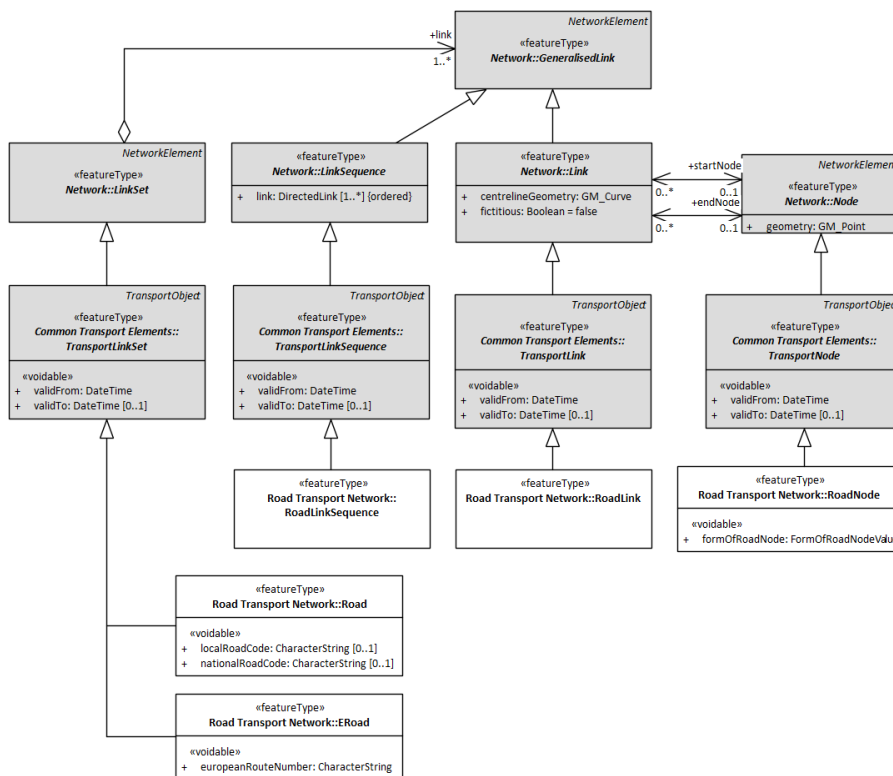 NetworkElement
«featureType»
Network::GeneralisedLink
+link
1..*
NetworkElement
«featureType»
Network::LinkSet
«featureType»
Network::LinkSequence
+ link: DirectedLink [1..*] {ordered}
«featureType»
Network::Link
+ centrelineGeometry: GM_Curve
+ fictitious: Boolean = false
+startNode
0..*
0..1
+endNode
0..*
0..1
NetworkElement
«featureType»
Network::Node
+ geometry: GM_Point
TransportObject
«featureType»
Common Transport Elements::
TransportLinkSet
«voidable»
+ validFrom: DateTime
+ validTo: DateTime [0..1]
TransportObject
«featureType»
Common Transport Elements::
TransportLinkSequence
«voidable»
+ validFrom: DateTime
+ validTo: DateTime [0..1]
TransportObject
«featureType»
Common Transport Elements::
TransportLink
«voidable»
+ validFrom: DateTime
+ validTo: DateTime [0..1]
TransportObject
«featureType»
Common Transport Elements::
TransportNode
«voidable»
+ validFrom: DateTime
+ validTo: DateTime [0..1]
«featureType»
Road Transport Network::
RoadLinkSequence
«featureType»
Road Transport Network::RoadLink
«featureType»
Road Transport Network::RoadNode
«voidable»
+ formOfRoadNode: FormOfRoadNodeValu
«featureType»
Road Transport Network::Road
«voidable»
+ localRoadCode: CharacterString [0..1]
+ nationalRoadCode: CharacterString [0..1]
«featureType»
Road Transport Network::ERoad
«voidable»
+ europeanRouteNumber: CharacterString